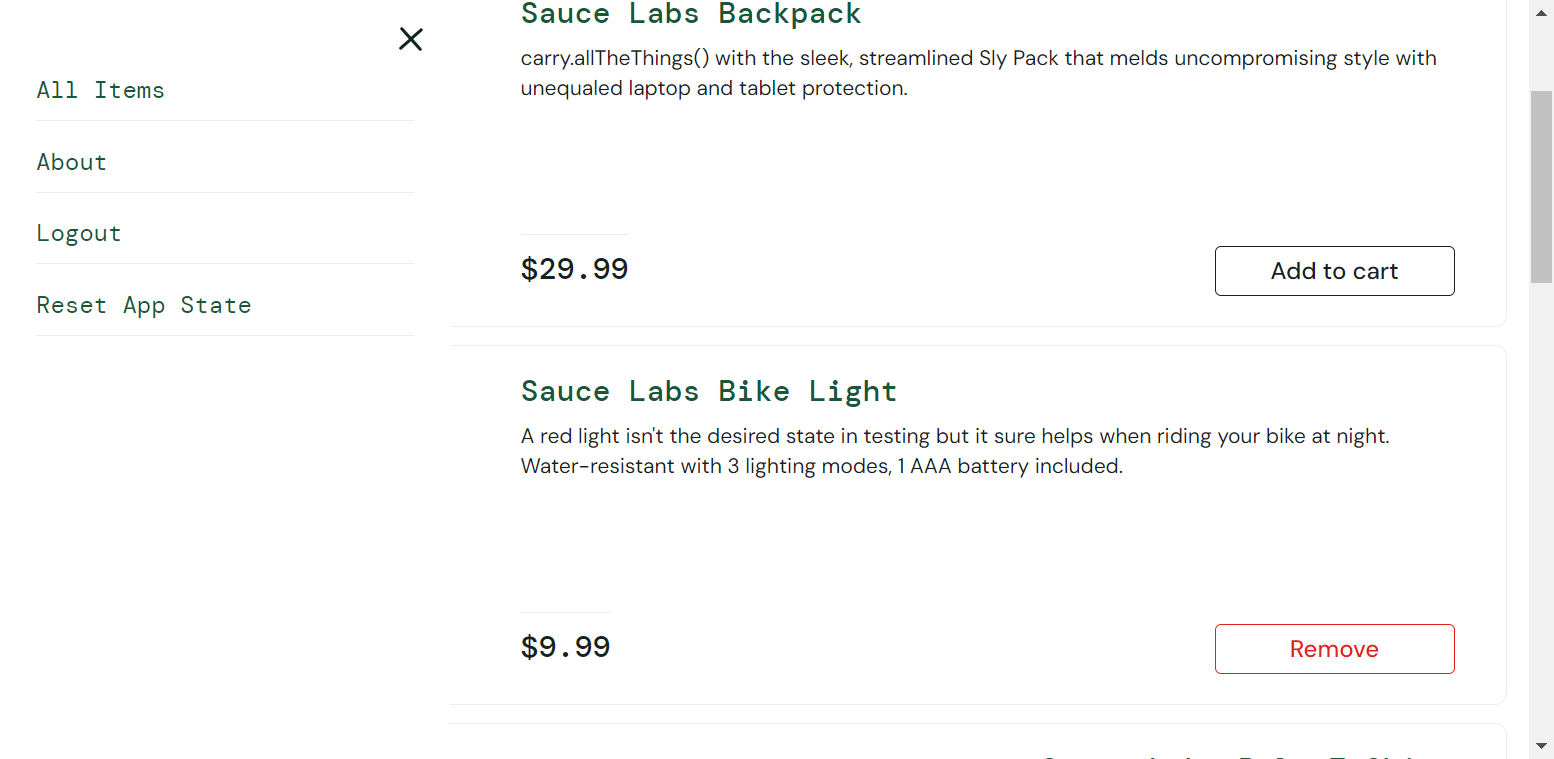 All Items
About
Logout
Reset App State
Sauce Labs Backpack
carry.allTheThings() with the sleek, streamlined Sly Pack that melds uncompromising style with
unequaled laptop and tablet protection.
$29.99
Add to cart
Sauce Labs Bike Light
A red light isn't the desired state in testing but it sure helps when riding your bike at night.
Water-resistant with 3 lighting modes, 1 AAA battery included.
$9.99
Remove